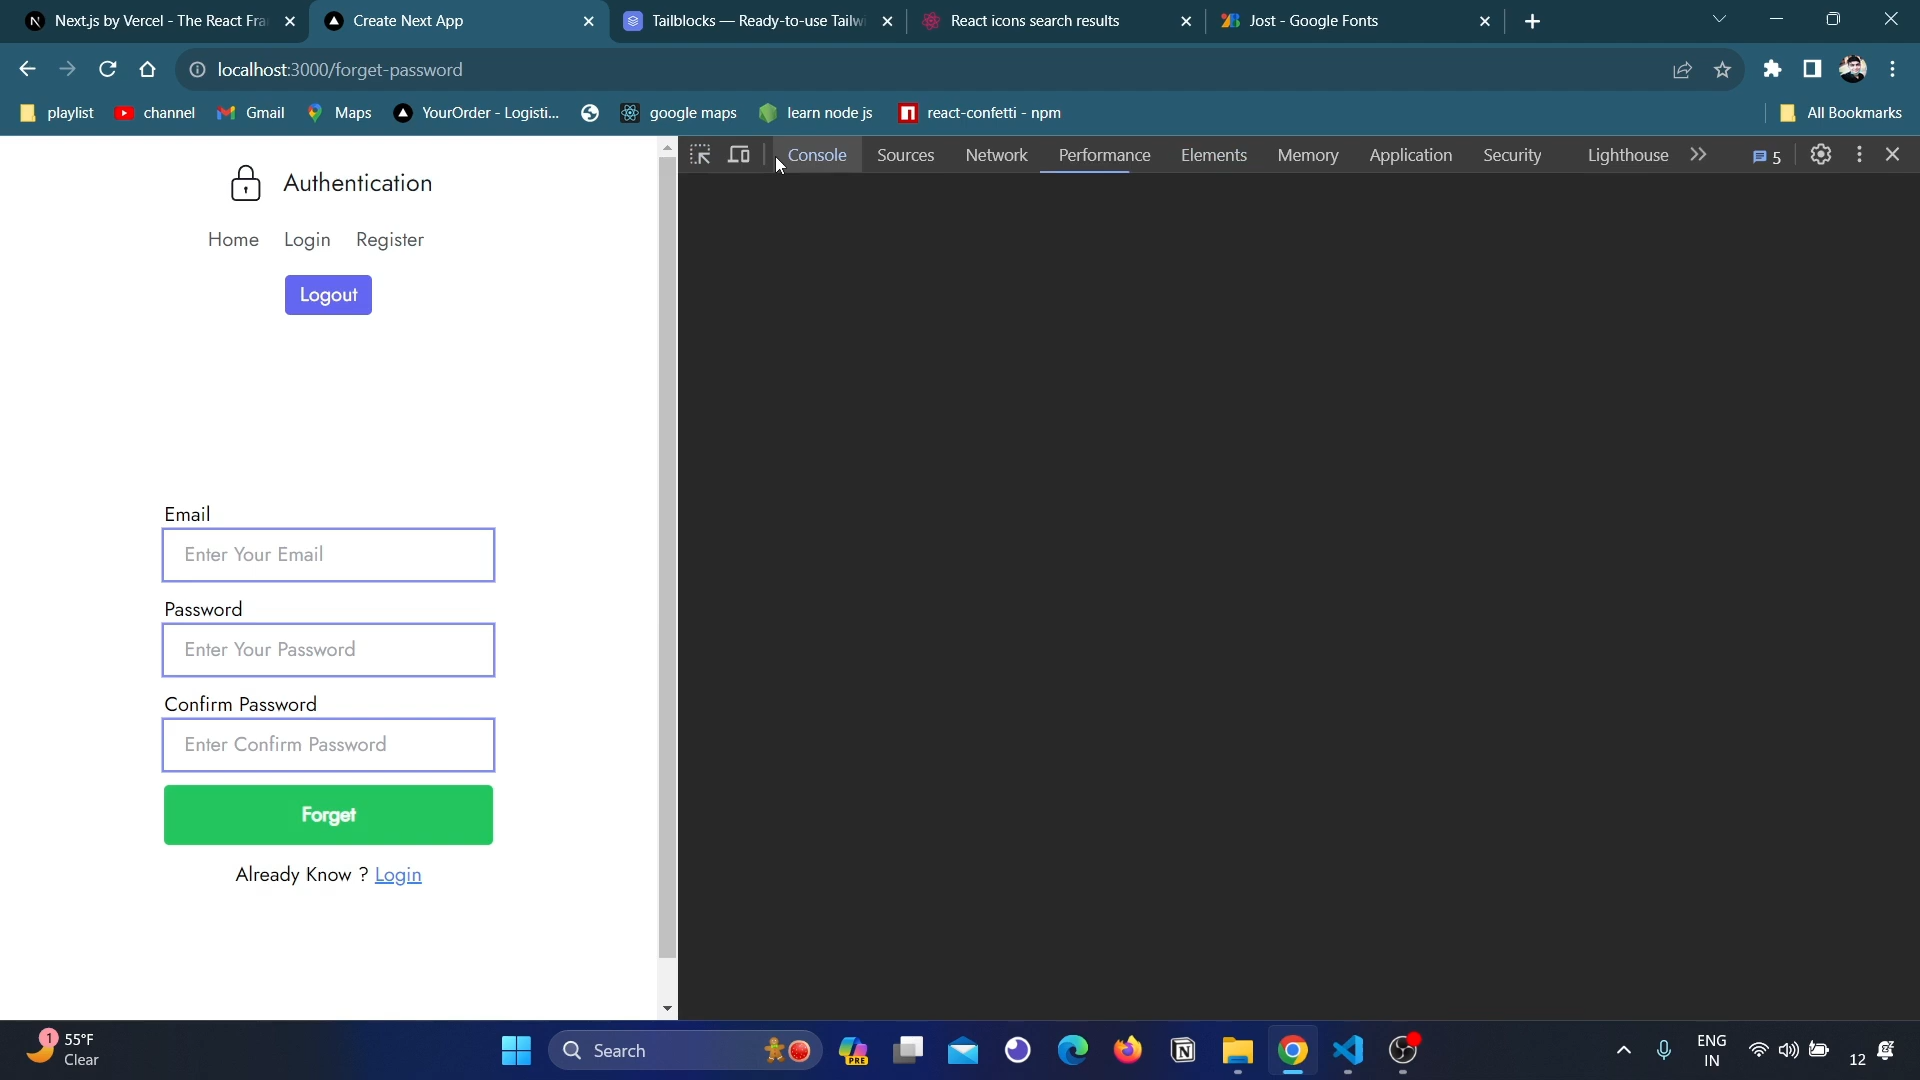 Next.js by Vercel - The React Fra
Create Next App
Tailblocks — Ready-to-use Tailwi
React icons search results
Jost - Google Fonts
localhost:3000/forget-password
playlist
channel
Gmail
Maps
YourOrder - Logisti...
google maps
learn node js
react-confetti - npm
All Bookmarks
Console
Sources
Network
Performance
Elements
Memory
Application
Security
Lighthouse
5
Authentication
Home
Login
Register
Logout
Email
Enter Your Email
Password
Enter Your Password
Confirm Password
Enter Confirm Password
Forget
Already Know ? Login
1
55°F
Clear
Search
PRE
ENG
IN
12